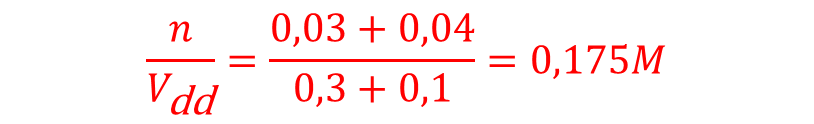 n/V_dd = (0,03 + 0,04)/(0,3 + 0,1) = 0,175M